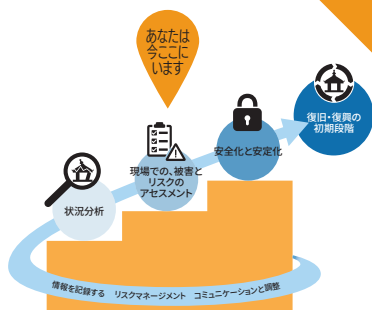 あなたは
今ここに
います
復旧・復興の
初期段階
安全化と安定化
現場での、被害と
リスクの
アセスメント
状況分析
情報を記録する　リスクマネージメント　コミュニケーションと調整